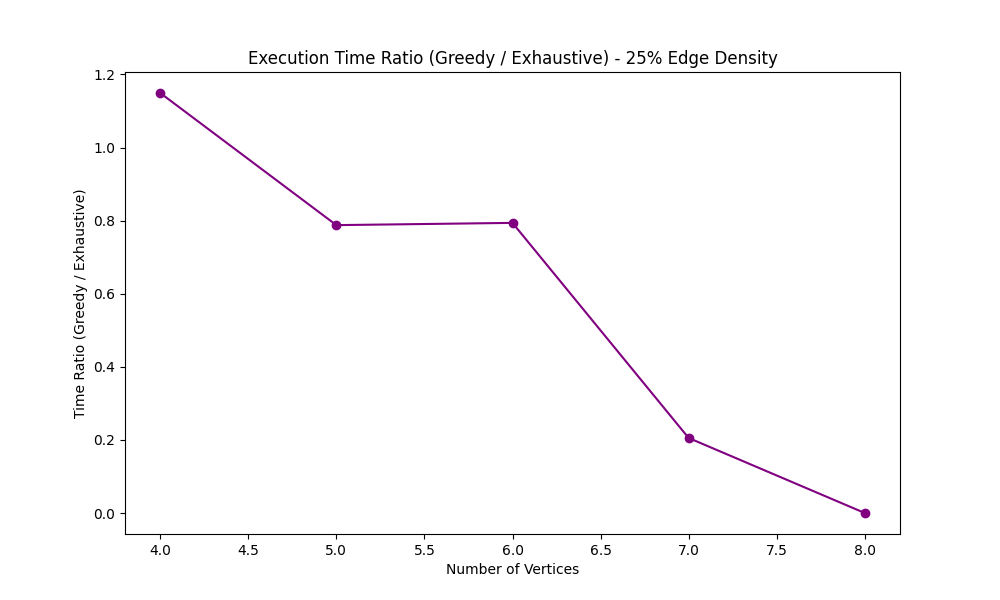 Execution Time Ratio (Greedy / Exhaustive) - 25% Edge Density
1.2
1.0
0.8
0.6
0.4
0.2
0.0
Time Ratio (Greedy / Exhaustive)
4.0 4.5 5.0 5.5 6.0 6.5 7.0 7.5 8.0
Number of Vertices